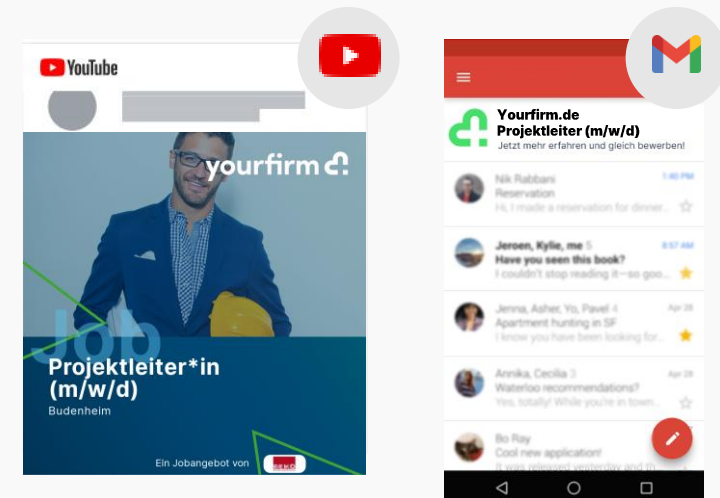 YouTube
yourfirm
Job
Projektleiter*in
(m/w/d)
Budenheim
Ein Jobangebot von
Yourfirm.de
Projektleiter (m/w/d)
Jetzt mehr erfahren und gleich bewerben!
Nik Rabbani
1:40 PM
Reservation
Hi, I made a reservation for dinner...
Jeroen, Kylie, me 5
8:57 AM
Have you seen this book?
I couldn't stop reading it—so goo...
Jenna, Asher, Yo, Pavel 4
Apr 28
Apartment hunting in SF
I know you have been looking for...
Annika, Cecilia 3
Apr 28
Waterloo recommendations?
Yes, totally! While you're in town...
Bo Ray
Cool new application!
It was released yesterday and th...